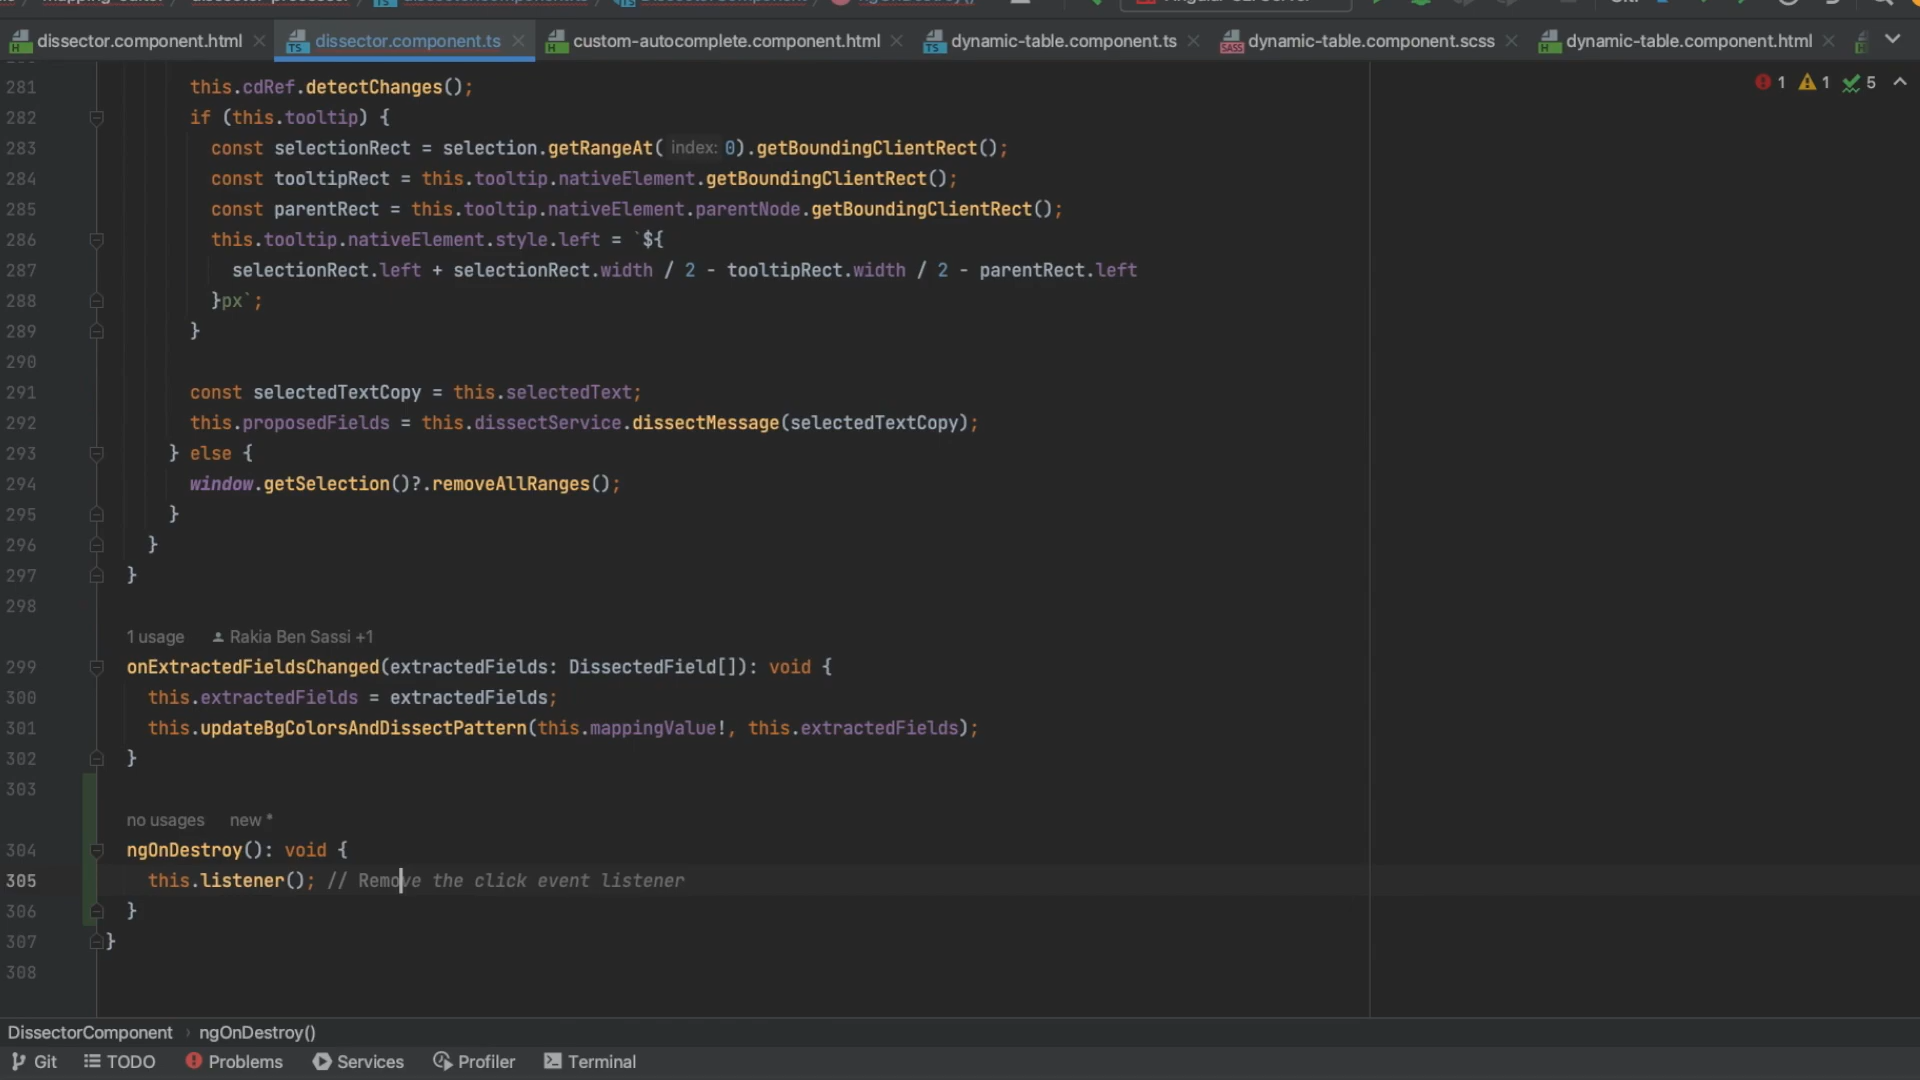 dissector.component.html dissector.component.ts custom-autocomplete.component.html dynamic-table.component.ts dynamic-table.component.scss dynamic-table.component.html
1 1 5
281 this.cdRef.detectChanges();
282 if (this.tooltip) {
283 const selectionRect = selection.getRangeAt( index: 0).getBoundingClientRect();
284 const tooltipRect = this.tooltip.nativeElement.getBoundingClientRect();
285 const parentRect = this.tooltip.nativeElement.parentNode.getBoundingClientRect();
286 this.tooltip.nativeElement.style.left = `${
287 selectionRect.left + selectionRect.width / 2 - tooltipRect.width / 2 - parentRect.left
288 }px`;
289 }
290
291 const selectedTextCopy = this.selectedText;
292 this.proposedFields = this.dissectService.dissectMessage(selectedTextCopy);
293 } else {
294 window.getSelection()?.removeAllRanges();
295 }
296 }
297 }
298
1 usage Rakia Ben Sassi +1
299 onExtractedFieldsChanged(extractedFields: DissectedField[]): void {
300 this.extractedFields = extractedFields;
301 this.updateBgColorsAndDissectPattern(this.mappingValue!, this.extractedFields);
302 }
303
no usages new *
304 ngOnDestroy(): void {
305 this.listener(); // Remove the click event listener
306 }
307 }
308
DissectorComponent › ngOnDestroy()
Git TODO Problems Services Profiler Terminal